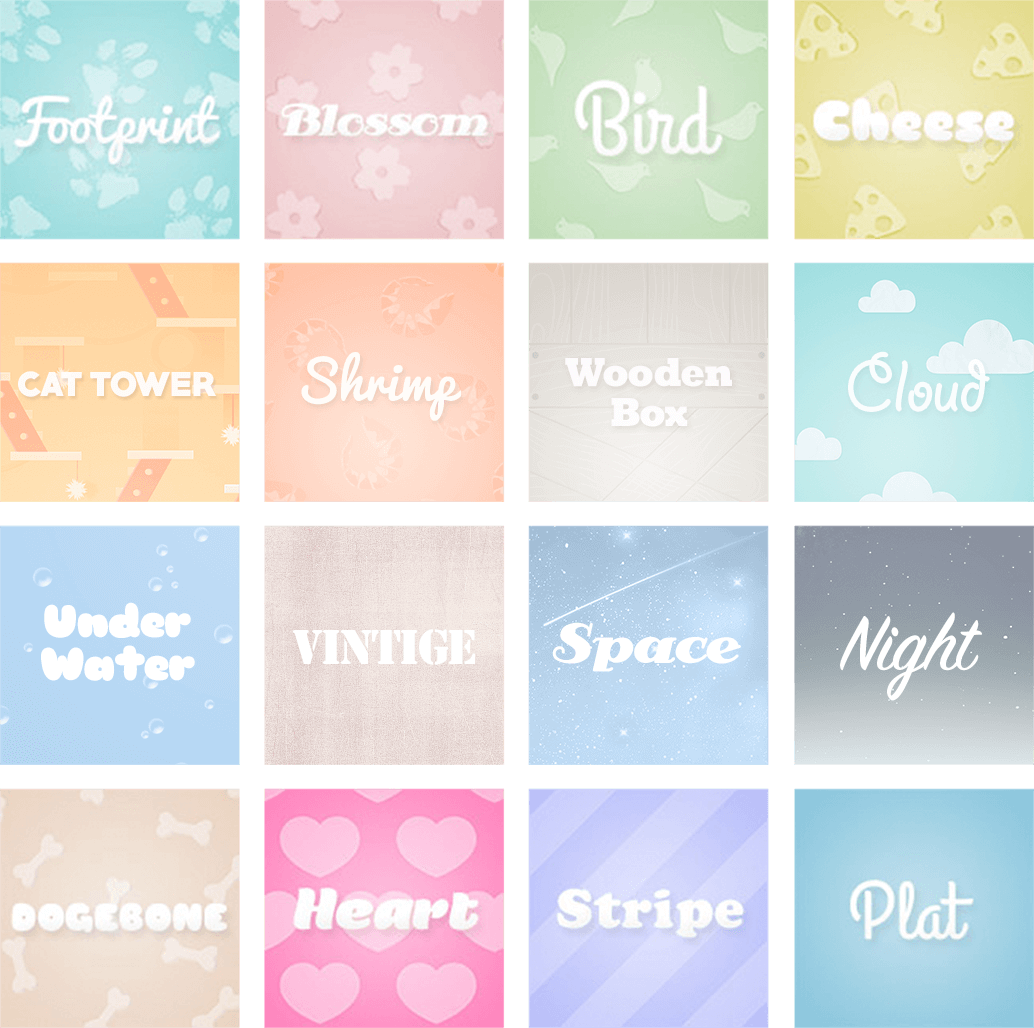 Footprint
Blossom
Bird
Cheese
CAT TOWER
Shrimp
Wooden
Box
Cloud
Under
Water
VINTIGE
Space
Night
DOGEBONE
Heart
Stripe
Plat